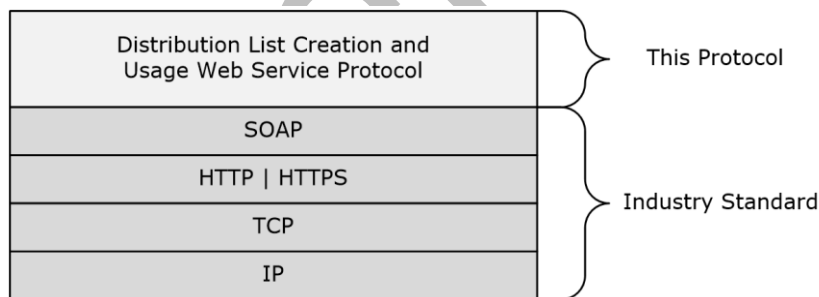 Distribution List Creation and
Usage Web Service Protocol
This Protocol
SOAP
HTTP | HTTPS
TCP
IP
Industry Standard